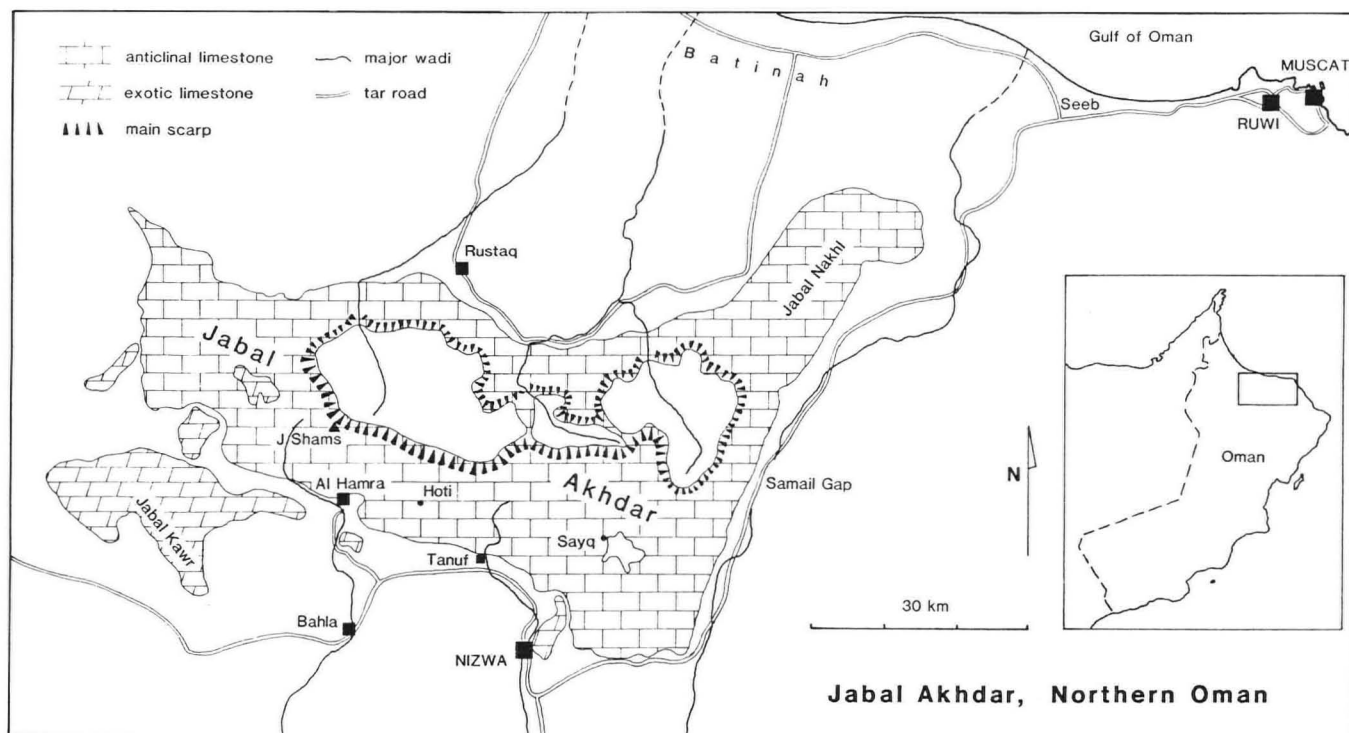 anticlinal limestone
major wadi
exotic limestone
tar road
main scarp
Batinah
Gulf of Oman
MUSCAT
Seeb
RUWI
Rustaq
Jabal Nakhl
Jabal
J Shams
Al Hamra
Hoti
Akhdar
Samail Gap
N
Oman
Jabal Kawr
Sayq
Tanuf
30 km
Bahla
NIZWA
Jabal Akhdar, Northern Oman